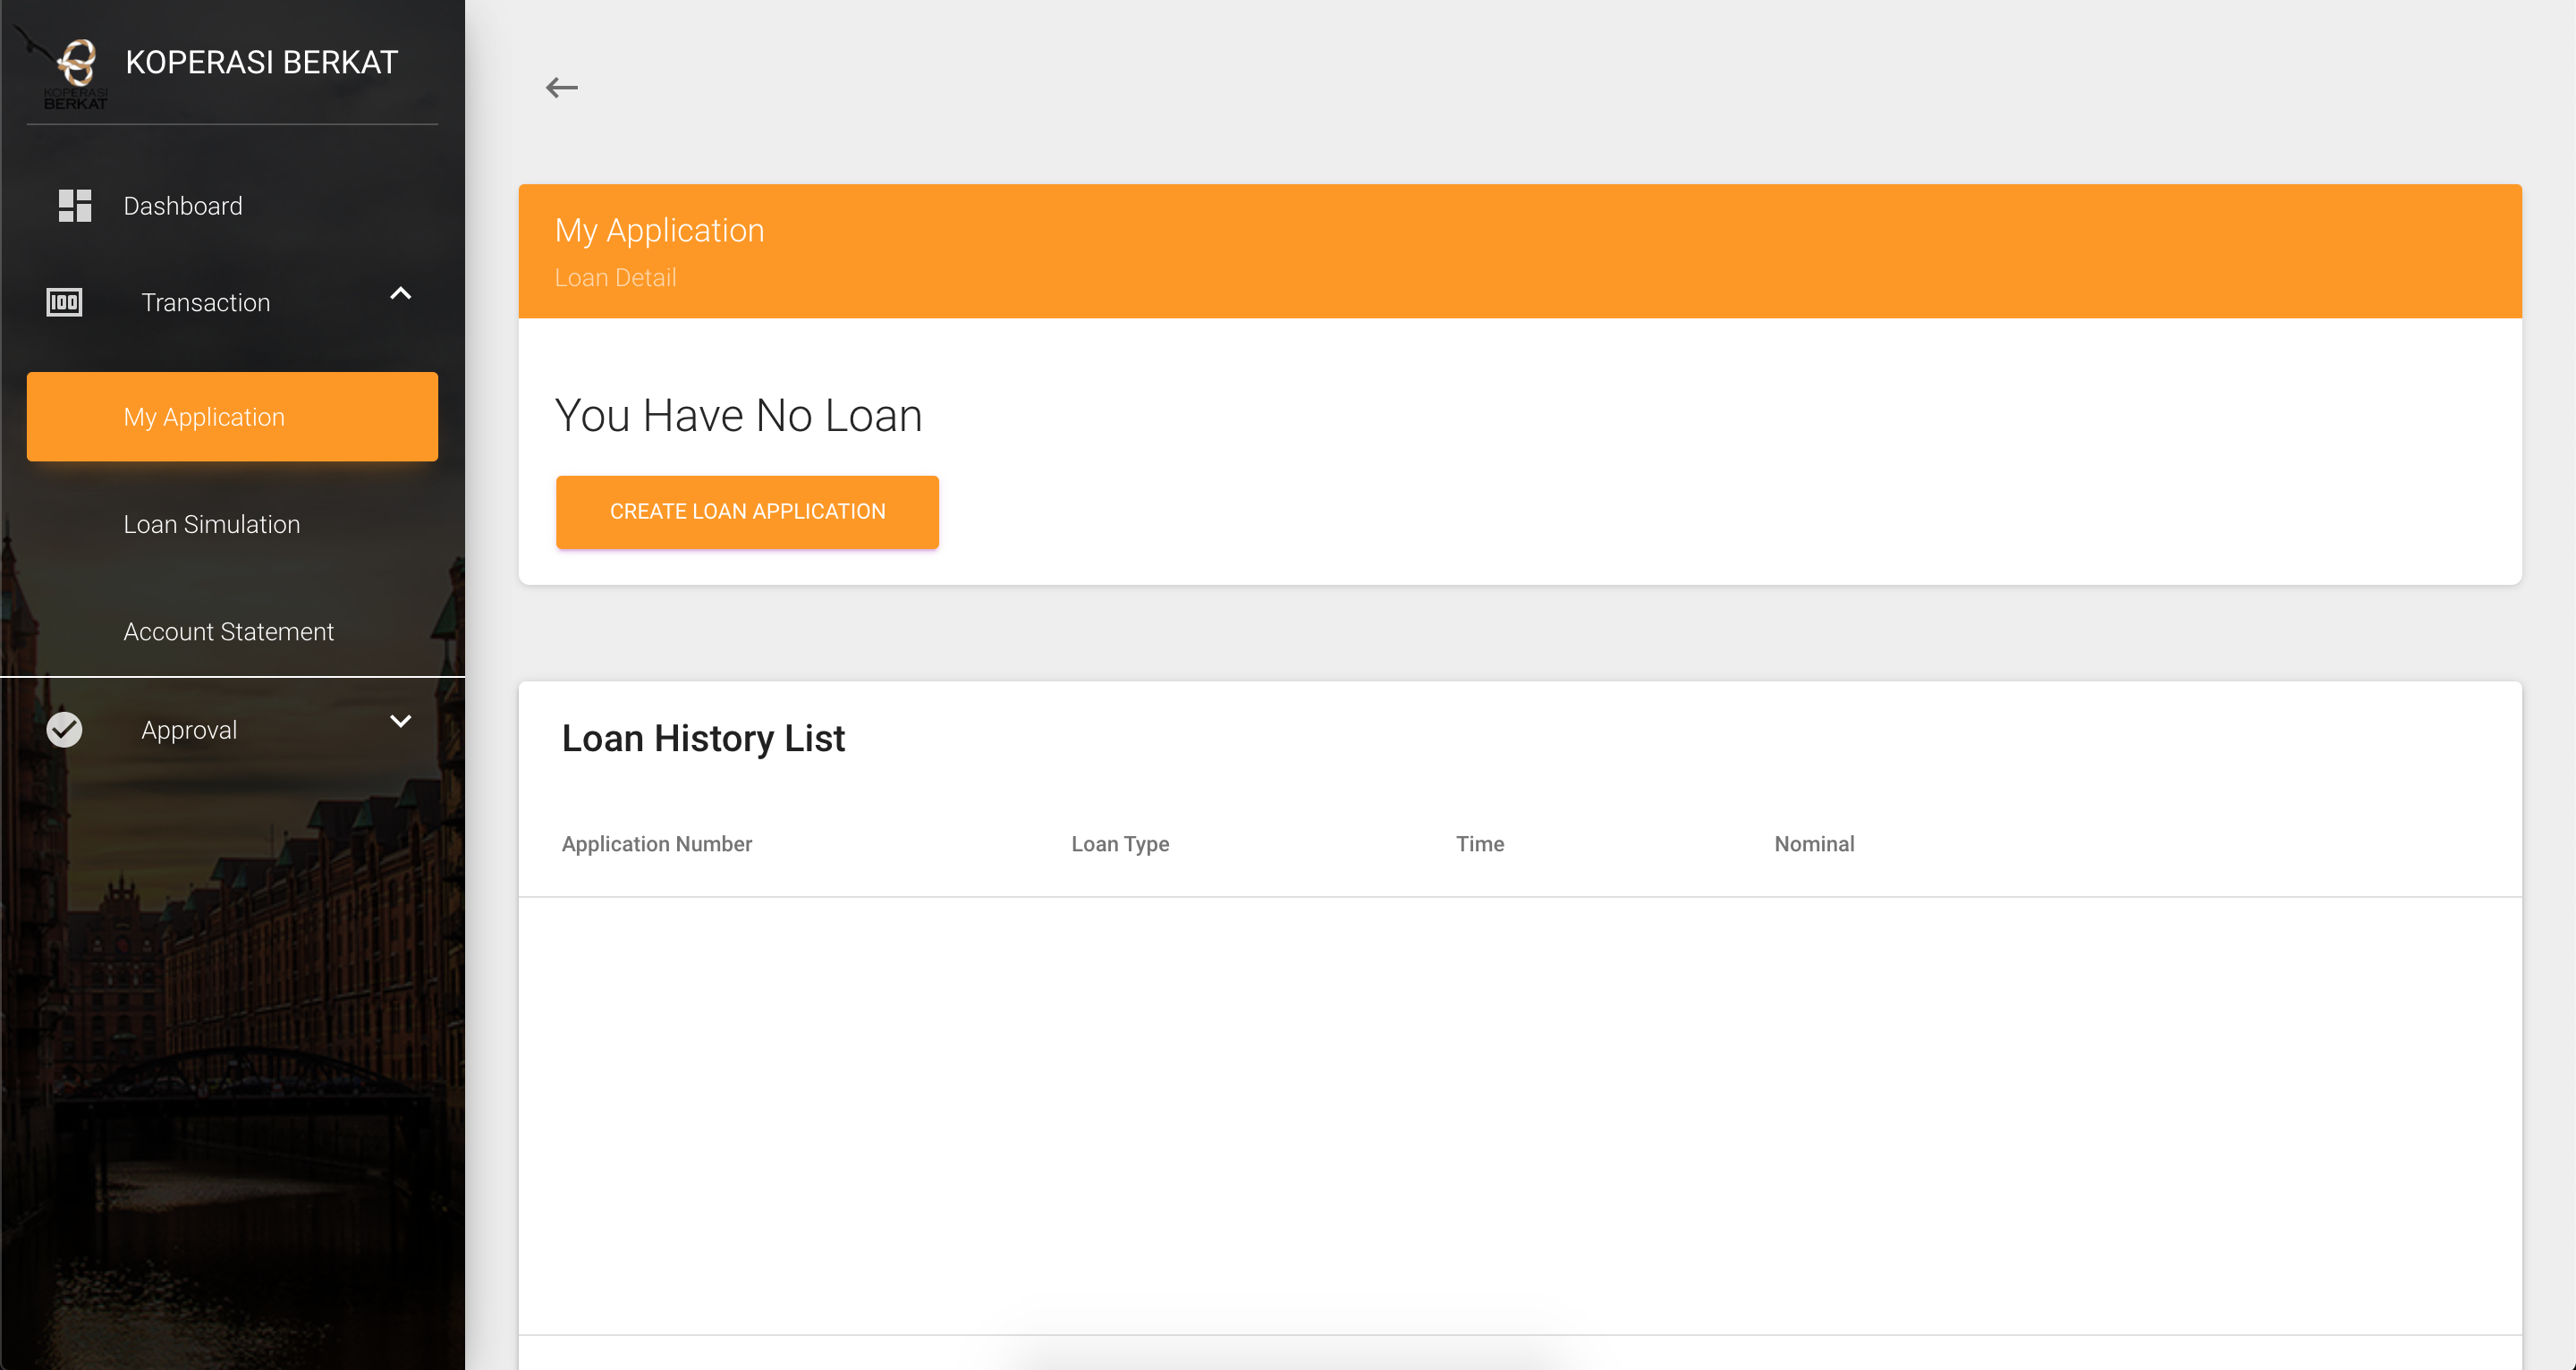 KOPERASI
BERKAT
KOPERASI BERKAT
Dashboard
100
Transaction
My Application
Loan Simulation
Account Statement
Approval
My Application
Loan Detail
You Have No Loan
CREATE LOAN APPLICATION
Loan History List
Application Number Loan Type Time Nominal